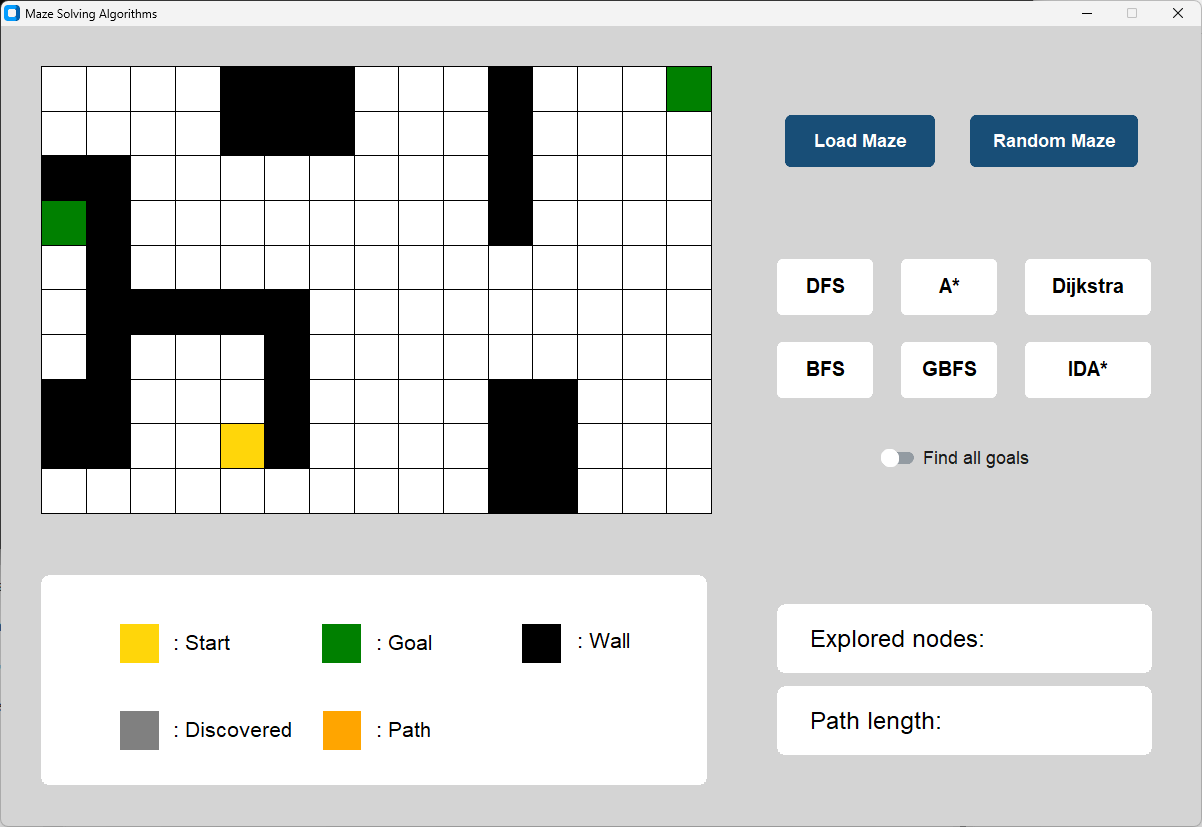 Maze Solving Algorithms
Load Maze
Random Maze
DFS
A*
Dijkstra
BFS
GBFS
IDA*
Find all goals
: Start
: Goal
: Wall
: Discovered
: Path
Explored nodes:
Path length: